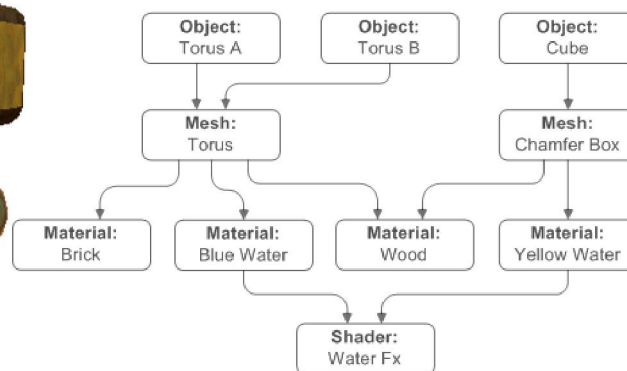 Object:
Torus A
Object:
Torus B
Object:
Cube
Mesh:
Torus
Mesh:
Chamfer Box
Material:
Brick
Material:
Blue Water
Material:
Wood
Material:
Yellow Water
Shader:
Water Fx